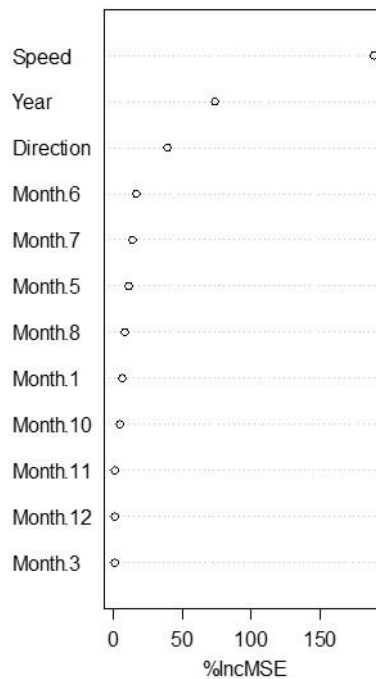 Speed
Year
Direction
Month.6
Month.7
Month.5
Month.8
Month.1
Month.10
Month.11
Month.12
Month.3
0 50 100 150
%IncMSE